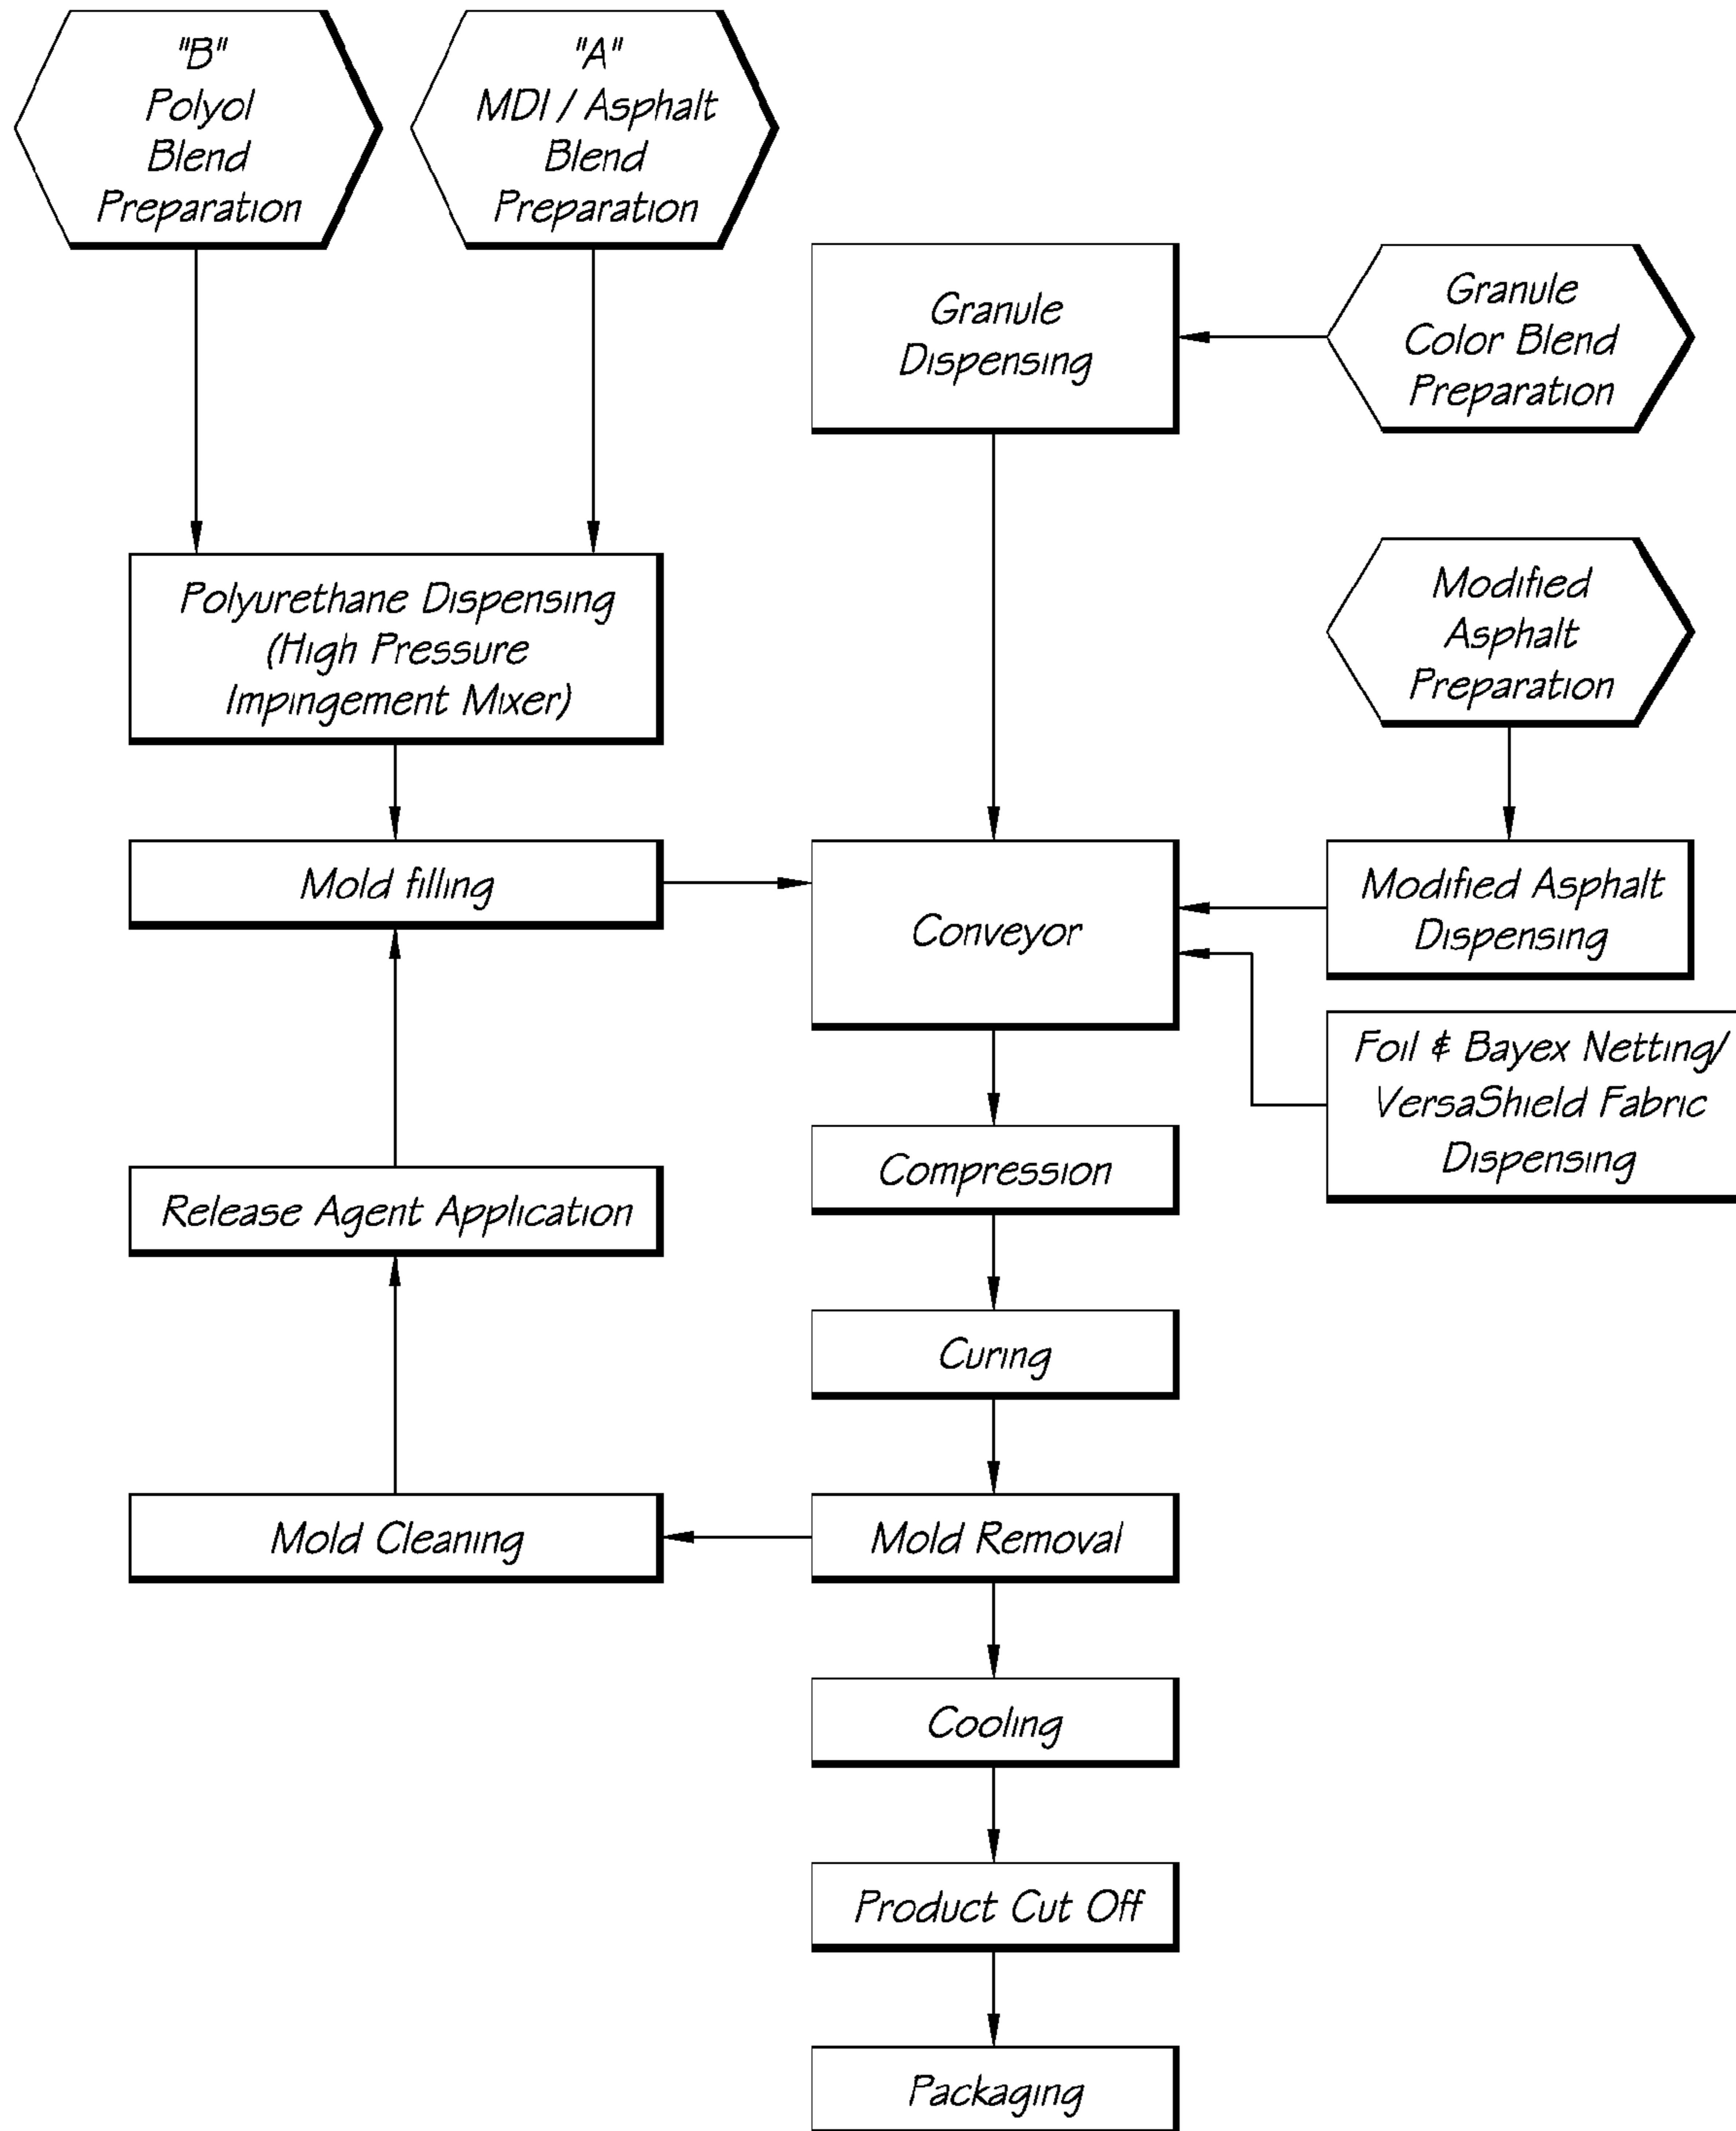 "B"
Polyol
Blend
Preparation
"A"
MDI / Asphalt
Blend
Preparation
Granule
Dispensing
Granule
Color Blend
Preparation
Polyurethane Dispensing
(High Pressure
Impingement Mixer)
Modified
Asphalt
Preparation
Mold filling
Conveyor
Modified Asphalt
Dispensing
Foil & Bayex Netting/
VersaShield Fabric
Dispensing
Compression
Release Agent Application
Curing
Mold Cleaning
Mold Removal
Cooling
Product Cut Off
Packaging